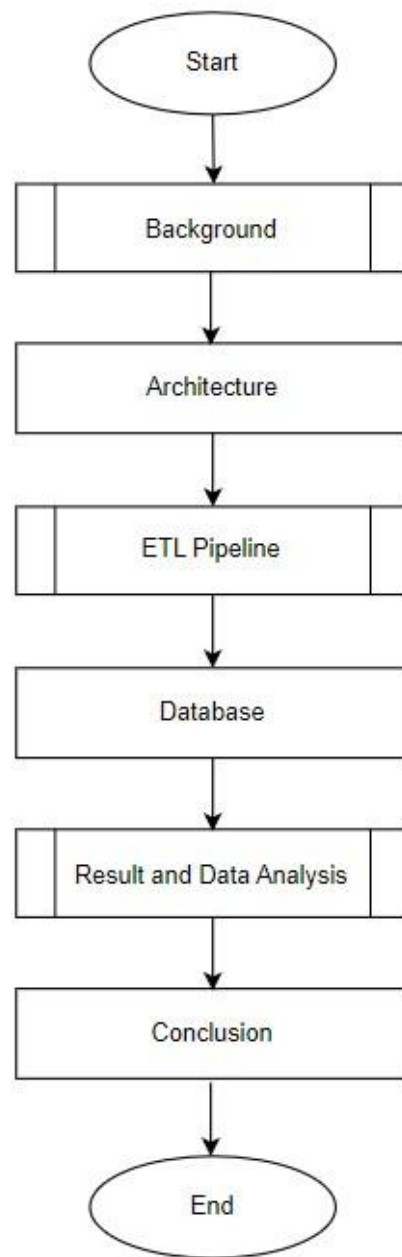 Start
Background
Architecture
ETL Pipeline
Database
Result and Data Analysis
Conclusion
End